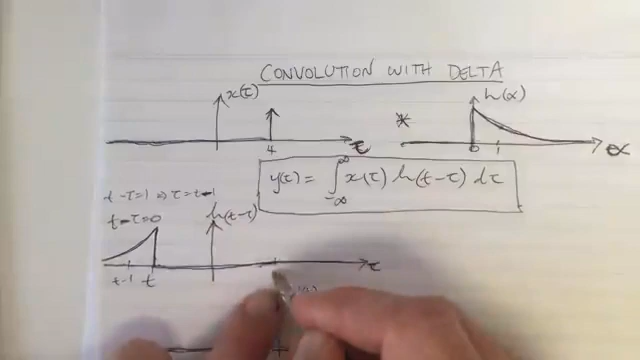 CONVOLUTION WITH DELTA
x(τ) h(α)
*
4 τ 0 1 α
y(τ) = ∫_{-∞}^{∞} x(τ) h(t-τ) dτ
t-τ=1 ⇒ τ=t-1
t-τ=0 h(t-τ)
t-1 t τ